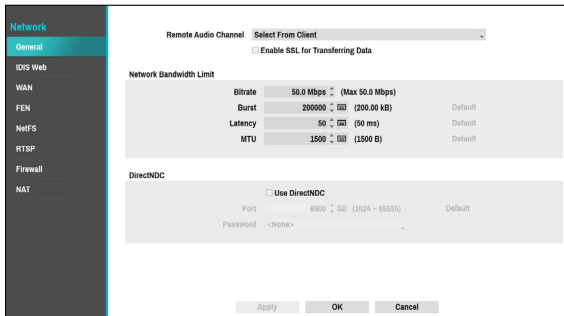 Network
General
IDIS Web
WAN
FEN
NetFS
RTSP
Firewall
NAT
Remote Audio Channel Select From Client
Enable SSL for Transferring Data
Network Bandwidth Limit
Bitrate 50.0 Mbps (Max 50.0 Mbps)
Burst 200000 (200.00 kB) Default
Latency 50 (50 ms) Default
MTU 1500 (1500 B) Default
DirectNDC
Use DirectNDC
Port 6900 (1024 ~ 65535) Default
Password <None>
Apply OK Cancel